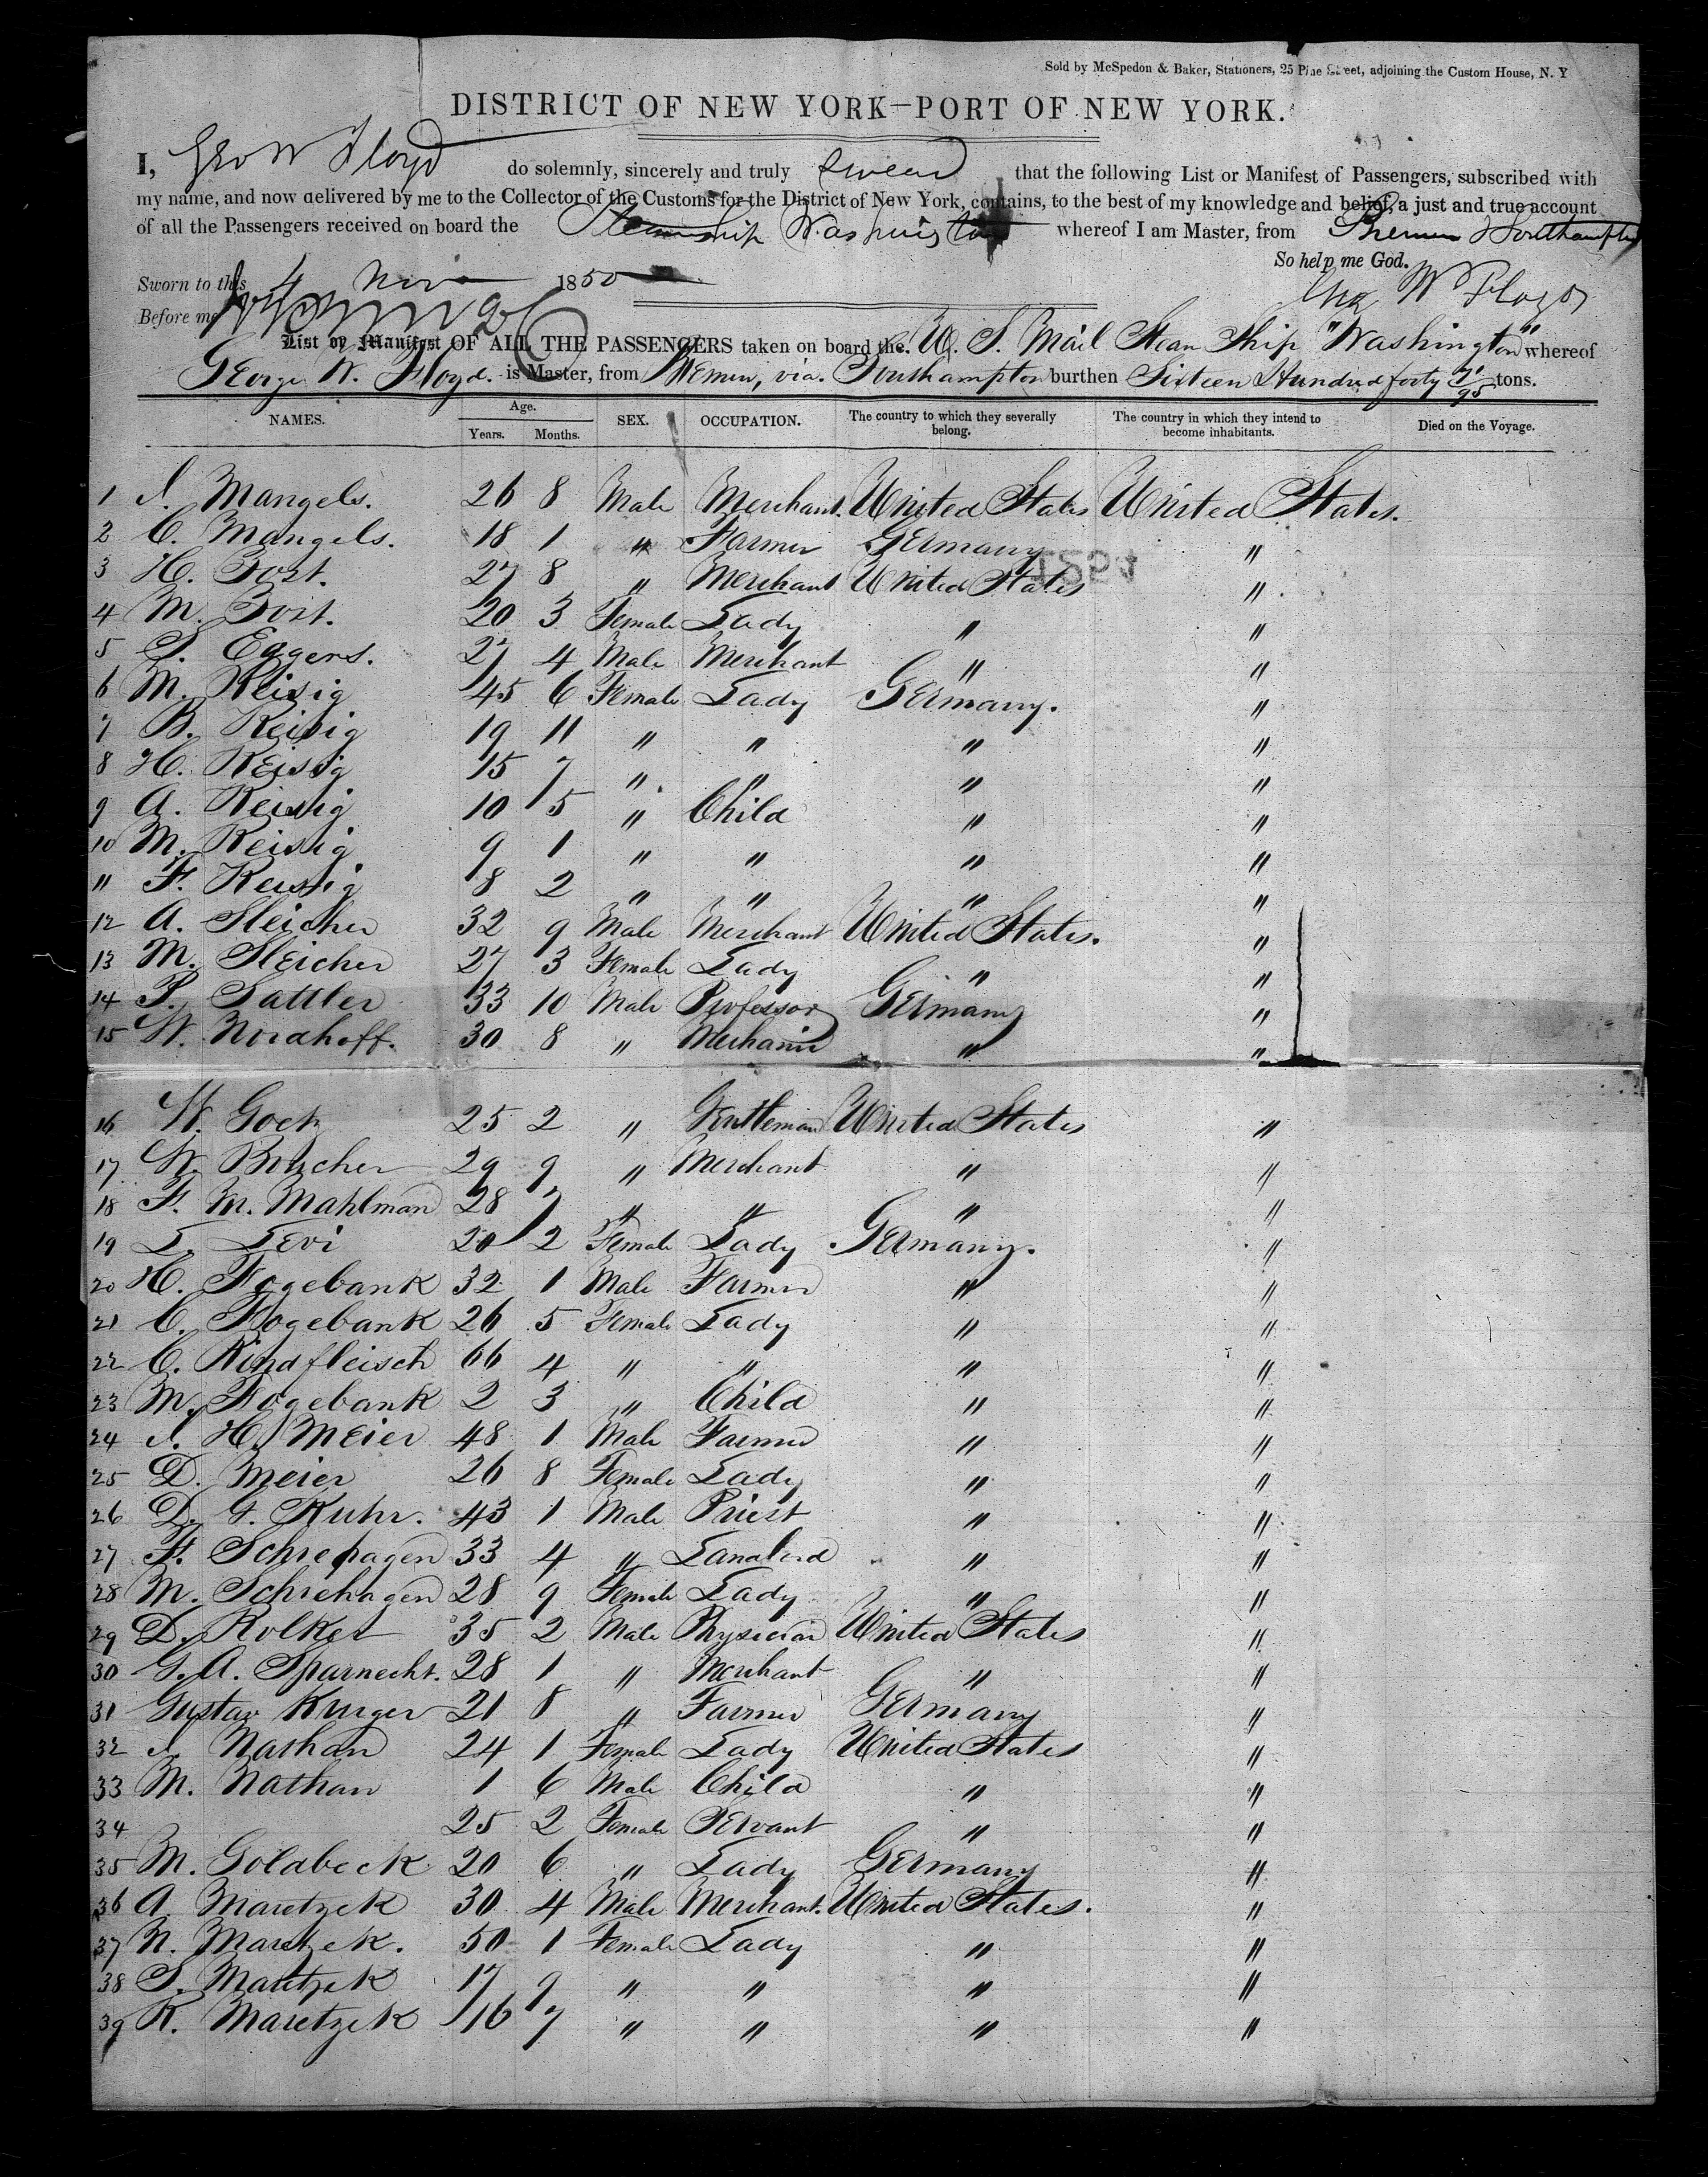 Sold by McSpedon & Baker, Stationers, 25 Pine Street, adjoining the Custom House, N. Y
DISTRICT OF NEW YORK—PORT OF NEW YORK.
I, Geo W Floyd do solemnly, sincerely and truly swear that the following List or Manifest of Passengers, subscribed with
my name, and now delivered by me to the Collector of the Customs for the District of New York, contains, to the best of my knowledge and belief, a just and true account
of all the Passengers received on board the Steam Ship Washington whereof I am Master, from Bremen & Southampton
So help me God.
Sworn to this 4 Nov 1850 Geo W Floyd
Before me
List or Manifest OF ALL THE PASSENGERS taken on board the U. S. Mail Steam Ship "Washington" whereof
George W. Floyd. is Master, from Bremen, via. Southampton burthen Sixteen Hundred forty 71/95 tons.
NAMES. Age. Years. Months. SEX. OCCUPATION. The country to which they severally belong. The country in which they intend to become inhabitants. Died on the Voyage.
1 J. Mangels. 26 8 Male Merchant. United States United States.
2 C. Mangels. 18 1 " Farmer Germany "
3 H. Bost. 27 8 " Merchant United States "
4 M. Bost. 20 3 Female Lady " "
5 S. Eggers. 27 4 Male Merchant " "
6 M. Reisig 45 6 Female Lady Germany. "
7 B. Reisig 19 11 " " " "
8 H. Reisig 15 7 " " " "
9 A. Reisig 10 5 " Child " "
10 M. Reisig 9 1 " " " "
11 F. Reisig 8 2 " " " "
12 A. Sleicher 32 9 Male Merchant United States. "
13 M. Sleicher 27 3 Female Lady " "
14 P. Sattler 33 10 Male Professor Germany "
15 W. Nordhoff. 30 8 " Mechanic " "
16 W. Gock 25 2 " Gentleman United States "
17 W. Botcher 29 9 " Merchant " "
18 F. M. Mahlman 28 7 " " " "
19 L. Levi 20 2 Female Lady Germany. "
20 H. Fogebank 32 1 Male Farmer " "
21 C. Fogebank 26 5 Female Lady " "
22 C. Rindfleisch 66 4 " " " "
23 M. Fogebank 2 3 " Child " "
24 J. H. Meier 48 1 Male Farmer " "
25 D. Meier 26 8 Female Lady " "
26 D. G. Kuhr. 43 1 Male Priest " "
27 F. Schrehagen 33 4 " Landlord " "
28 M. Schrehagen 28 9 Female Lady " "
29 D. Rolker 35 2 Male Physician United States "
30 G. A. Sparnecht. 28 1 " Merchant " "
31 Gustav Kruger 21 8 " Farmer Germany "
32 J. Nathan 24 1 Female Lady United States "
33 M. Nathan 1 6 Male Child " "
34 25 2 Female Servant " "
35 M. Goldbeck 20 6 " Lady Germany "
36 A. Maretzek 30 4 Male Merchant. United States. "
37 N. Maretzek. 50 1 Female Lady " "
38 S. Maretzek 17 9 " " " "
39 R. Maretzek 16 7 " " " "